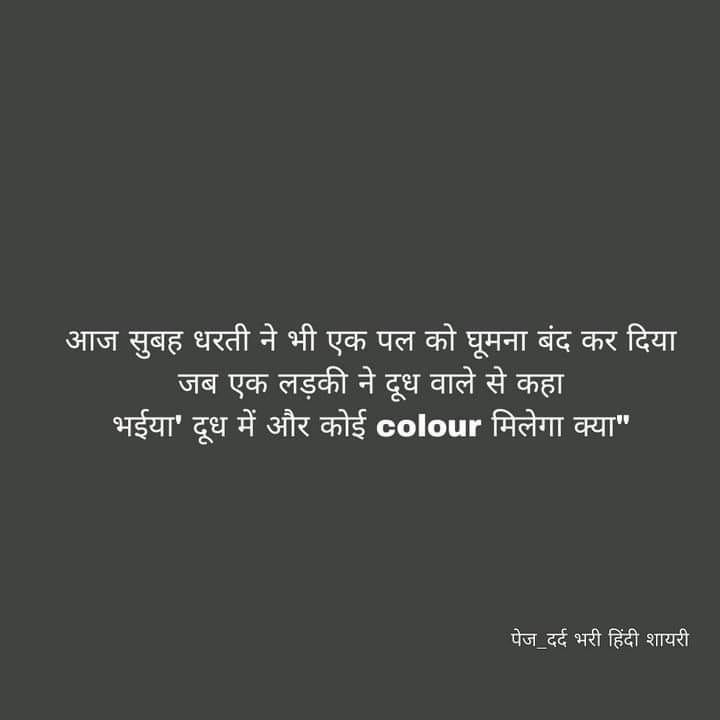 आज सुबह धरती ने भी एक पल को घूमना बंद कर दिया
जब एक लड़की ने दूध वाले से कहा
भईया' दूध में और कोई colour मिलेगा क्या"
पेज_दर्द भरी हिंदी शायरी